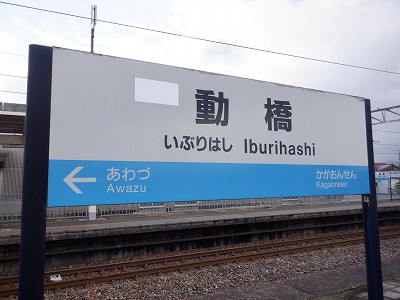 動橋
いぶりはし Iburihashi
← あわづ
Awazu
かがおんせん
Kagaonsen